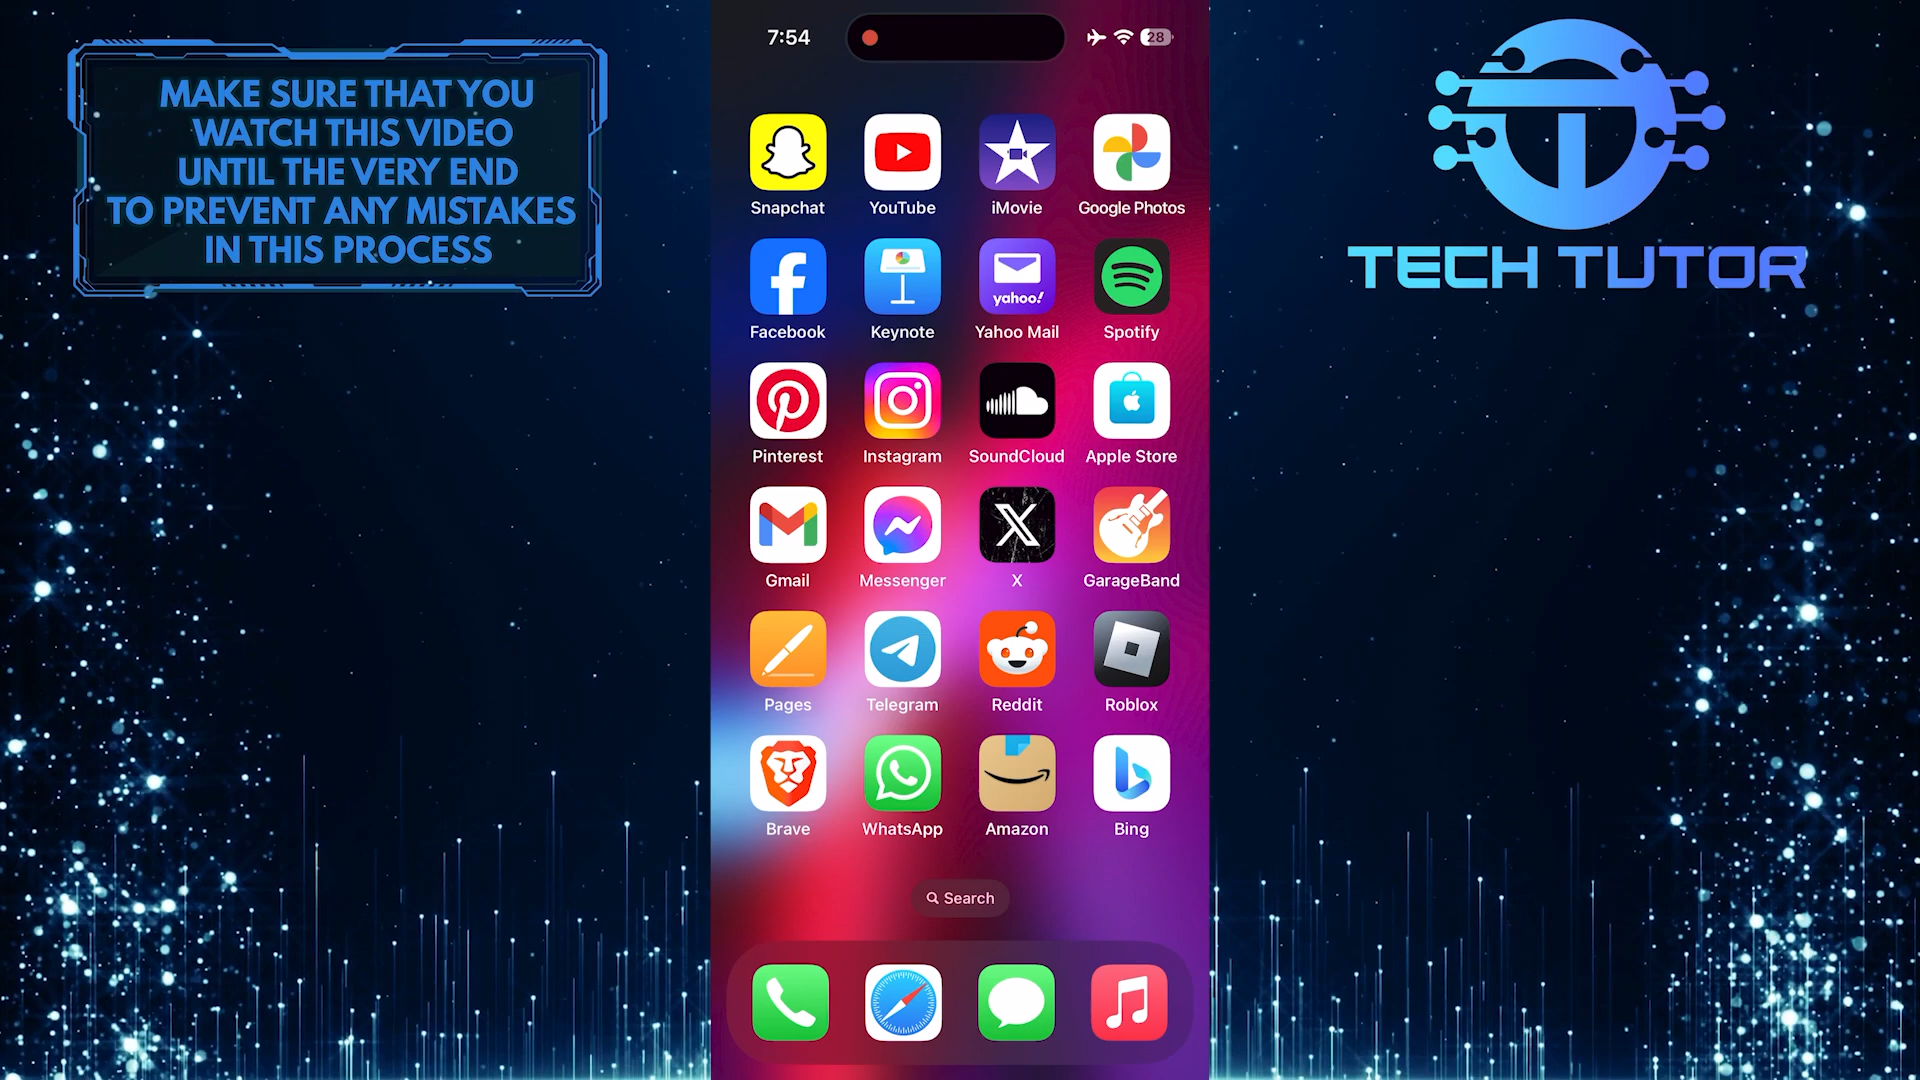 MAKE SURE THAT YOU
WATCH THIS VIDEO
UNTIL THE VERY END
TO PREVENT ANY MISTAKES
IN THIS PROCESS
7:54
28
Snapchat
YouTube
iMovie
Google Photos
yahoo!
Facebook
Keynote
Yahoo Mail
Spotify
Pinterest
Instagram
SoundCloud
Apple Store
Gmail
Messenger
X
GarageBand
Pages
Telegram
Reddit
Roblox
Brave
WhatsApp
Amazon
Bing
Search
TECH TUTOR